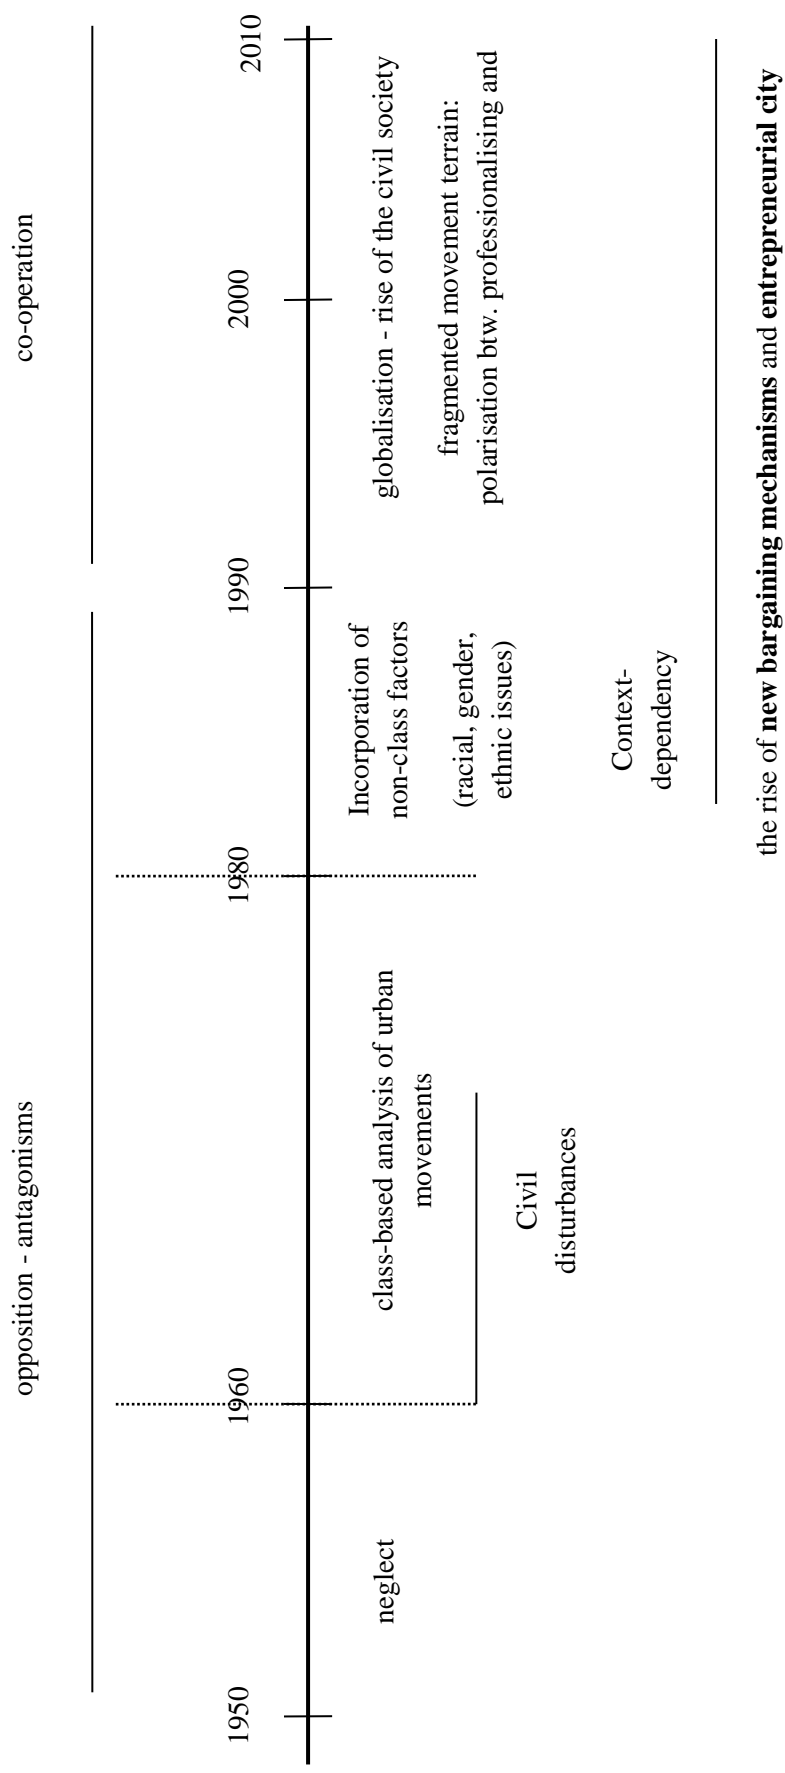 opposition - antagonisms
co-operation
1950
1960
1980
1990
2000
2010
neglect
class-based analysis of urban
movements
Civil
disturbances
Incorporation of
non-class factors
(racial, gender,
ethnic issues)
Context-
dependency
globalisation - rise of the civil society
fragmented movement terrain:
polarisation btw. professionalising and
the rise of new bargaining mechanisms and entrepreneurial city